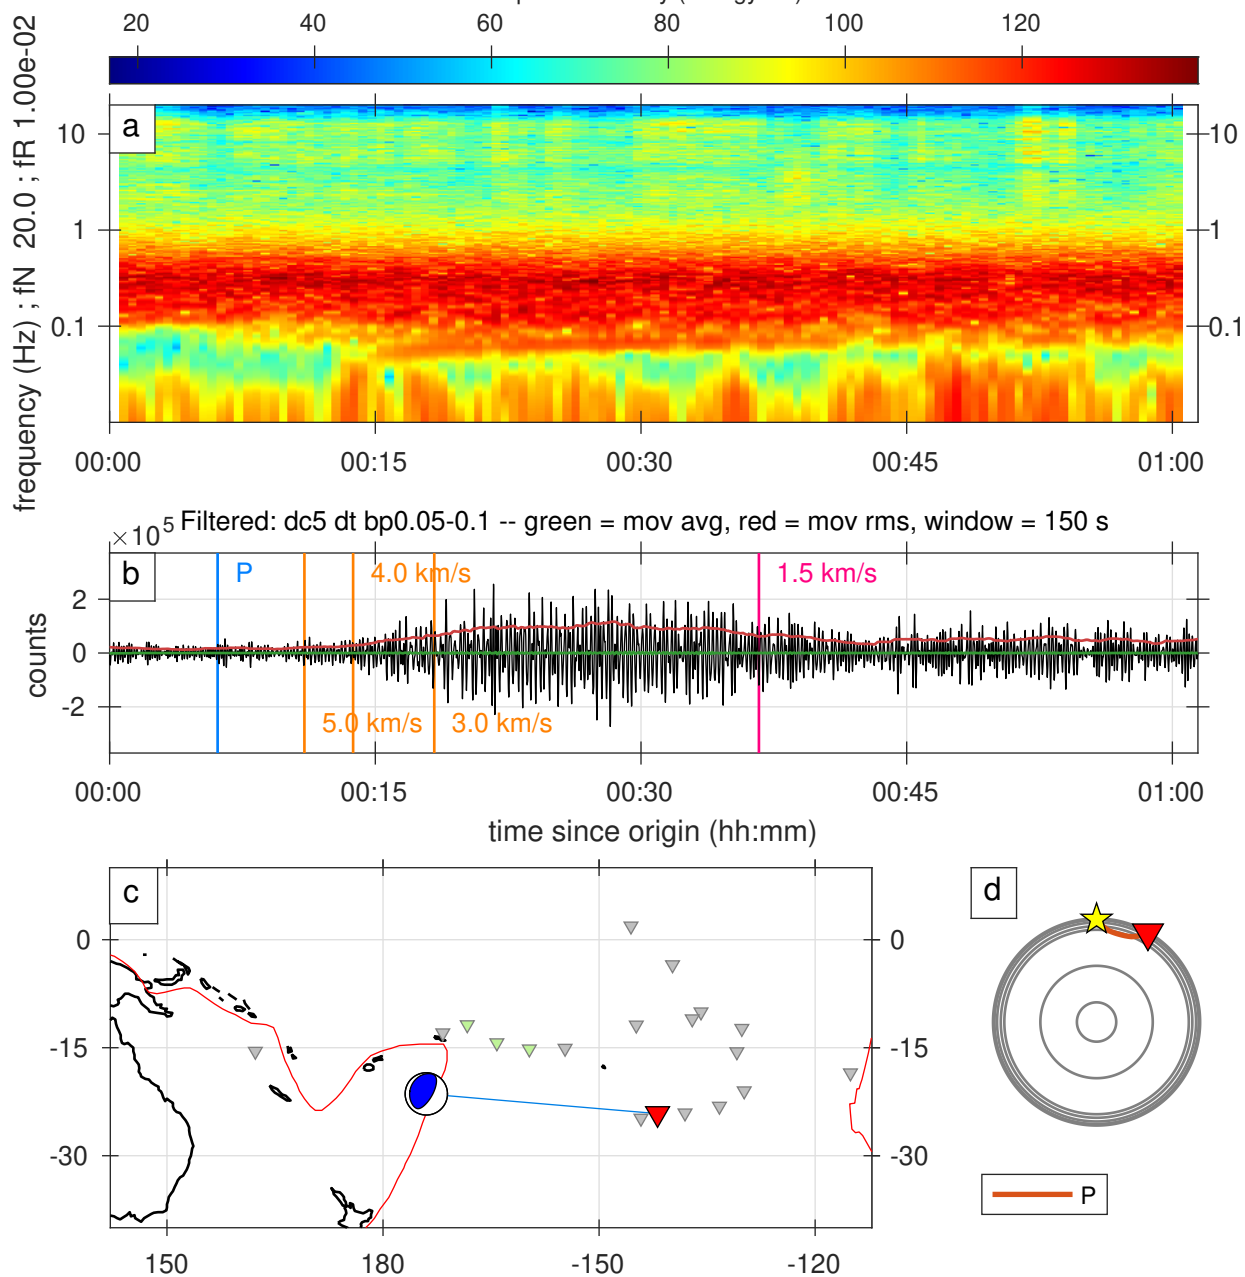 20 40 60 80 100 120
frequency (Hz) ; fN 20.0 ; fR 1.00e-02
a
10 10
1 1
0.1 0.1
00:00 00:15 00:30 00:45 01:00
×10⁵ Filtered: dc5 dt bp0.05-0.1 -- green = mov avg, red = mov rms, window = 150 s
b
P 4.0 km/s 1.5 km/s
counts
2
0
-2
5.0 km/s 3.0 km/s
00:00 00:15 00:30 00:45 01:00
time since origin (hh:mm)
c
d
0 0
-15 -15
-30 -30
150 180 -150 -120
P